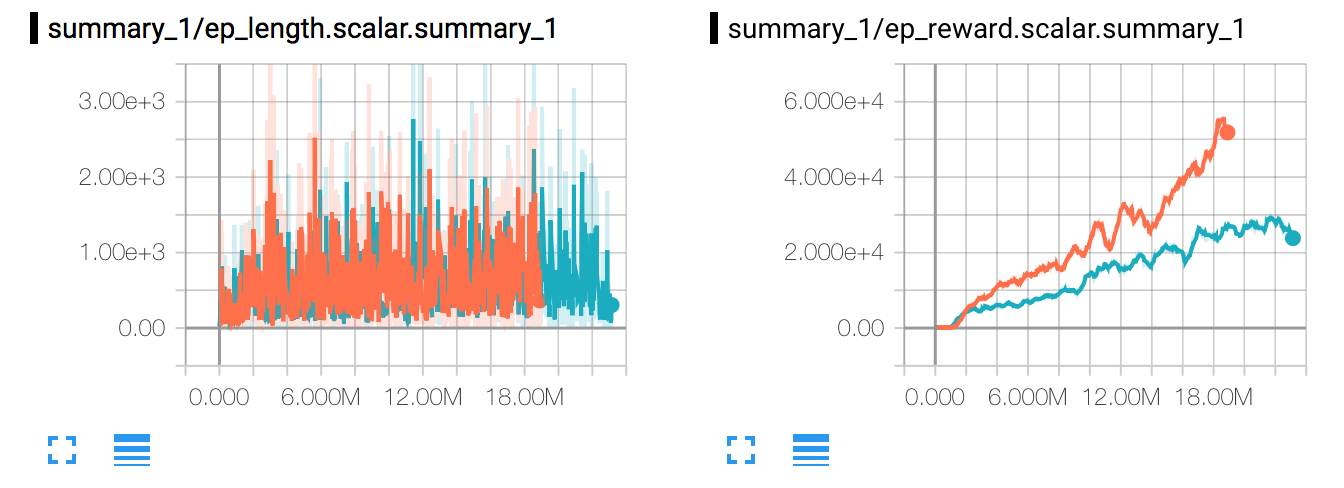 summary_1/ep_length.scalar.summary_1
3.00e+3
2.00e+3
1.00e+3
0.00
0.000 6.000M 12.00M 18.00M
summary_1/ep_reward.scalar.summary_1
6.000e+4
4.000e+4
2.000e+4
0.00
0.000 6.000M 12.00M 18.00M